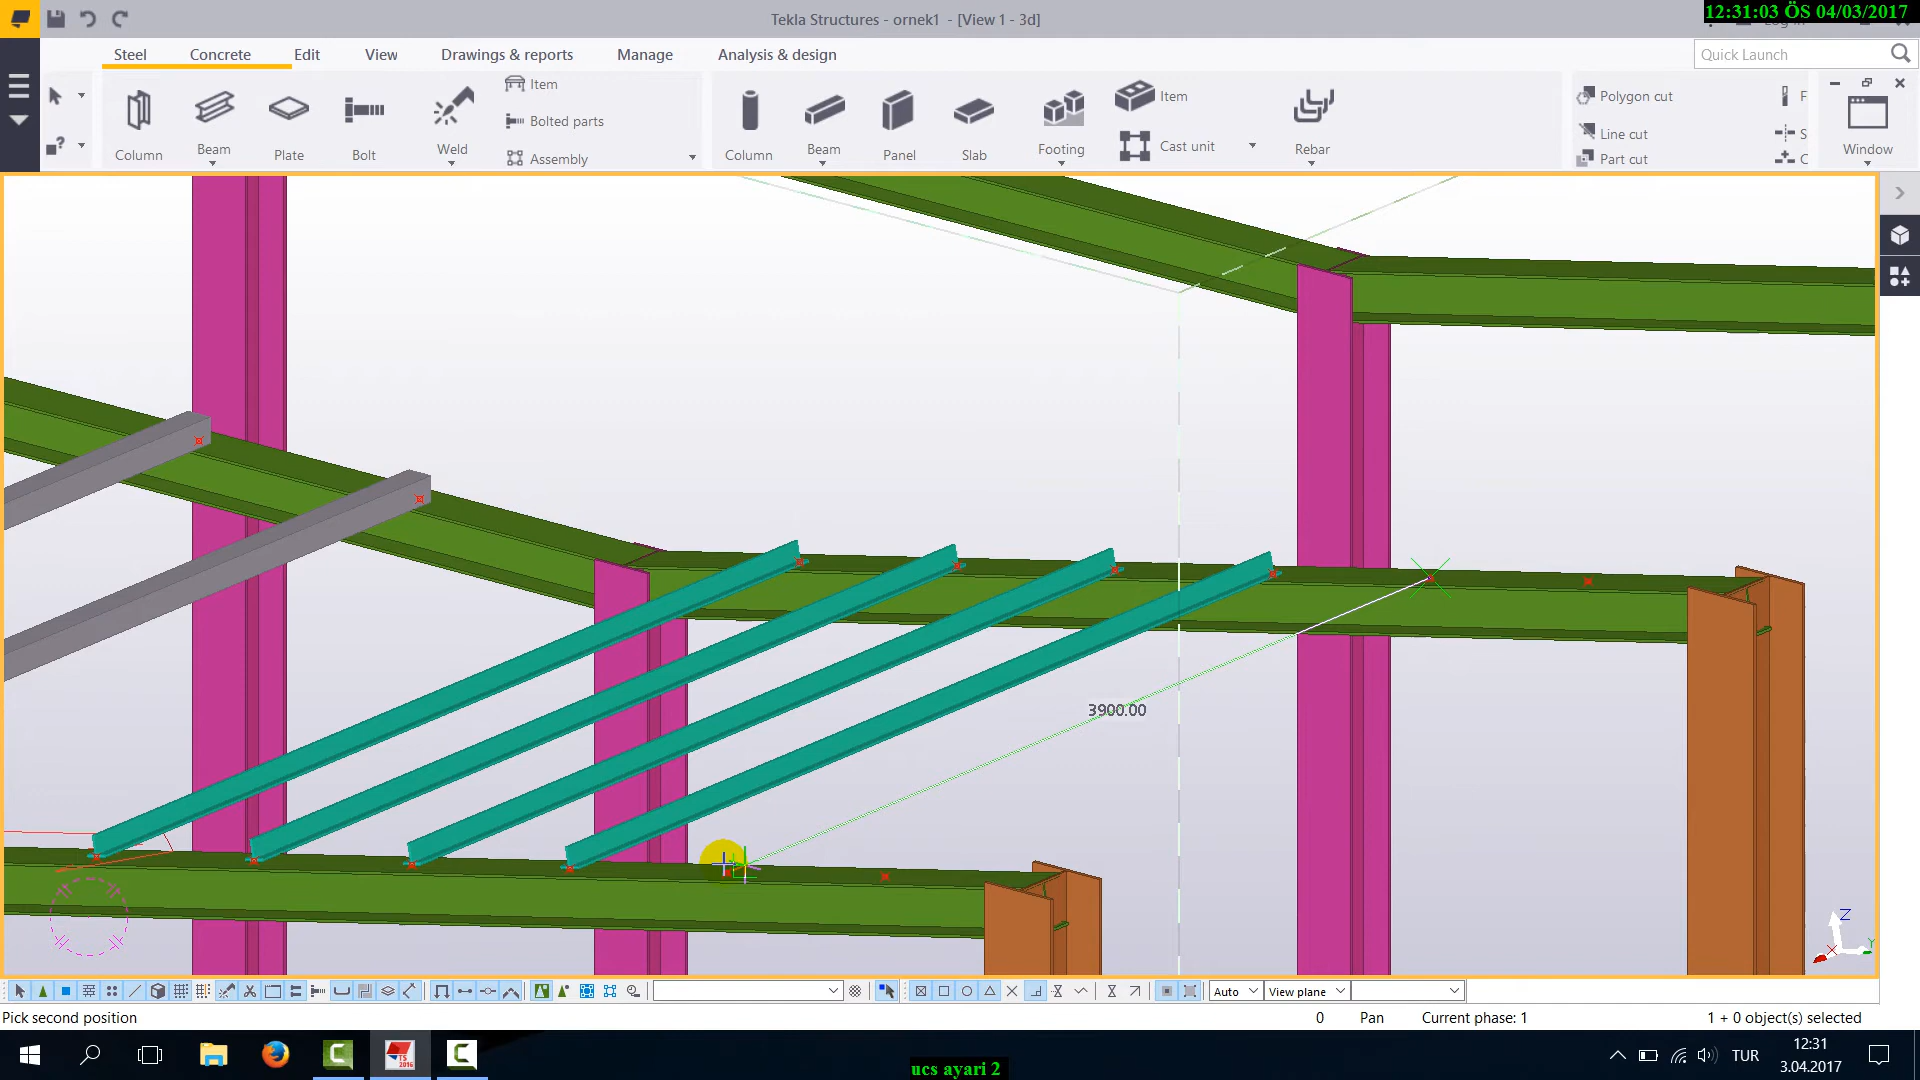 Tekla Structures - ornek1 - [View 1 - 3d]
12:31:03 ÖS 04/03/2017
Steel
Concrete
Edit
View
Drawings & reports
Manage
Analysis & design
Quick Launch
Column
Beam
Plate
Bolt
Weld
Item
Bolted parts
Assembly
Column
Beam
Panel
Slab
Footing
Item
Cast unit
Rebar
Polygon cut
Line cut
Part cut
F
S
C
Window
3900.00
Z
Y
X
Auto
View plane
Pick second position
0
Pan
Current phase: 1
1 + 0 object(s) selected
TS
2016
ucs ayari 2
TUR
12:31
3.04.2017